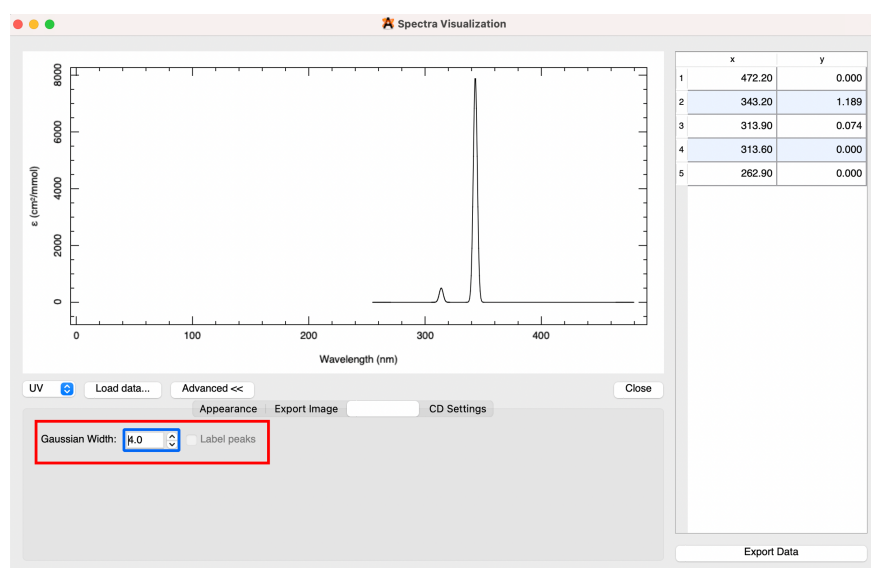 Spectra Visualization
8000
6000
4000
2000
0
ε (cm²/mmol)
0 100 200 300 400
Wavelength (nm)
x y
1 472.20 0.000
2 343.20 1.189
3 313.90 0.074
4 313.60 0.000
5 262.90 0.000
UV Load data... Advanced << Close
Appearance Export Image CD Settings
Gaussian Width: 4.0 Label peaks
Export Data